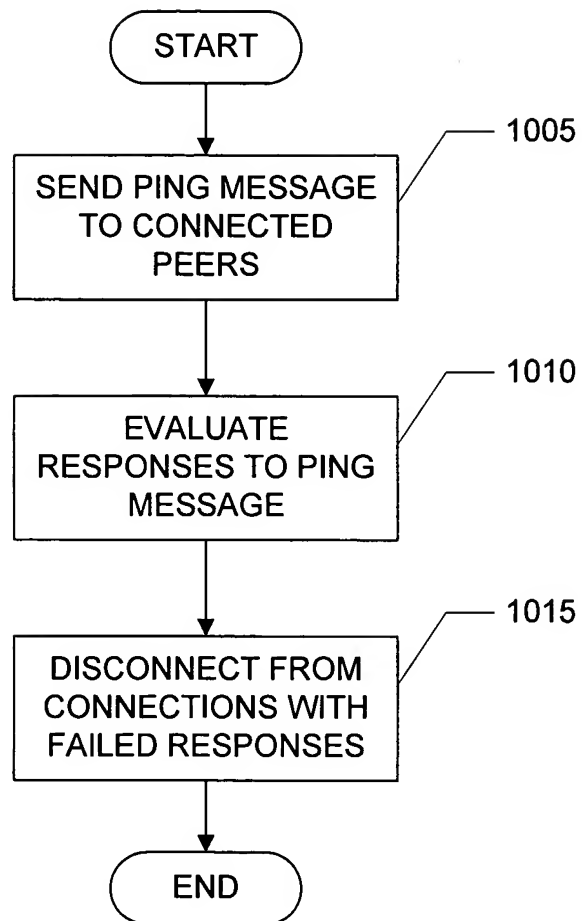 START
1005
SEND PING MESSAGE
TO CONNECTED
PEERS
1010
EVALUATE
RESPONSES TO PING
MESSAGE
1015
DISCONNECT FROM
CONNECTIONS WITH
FAILED RESPONSES
END